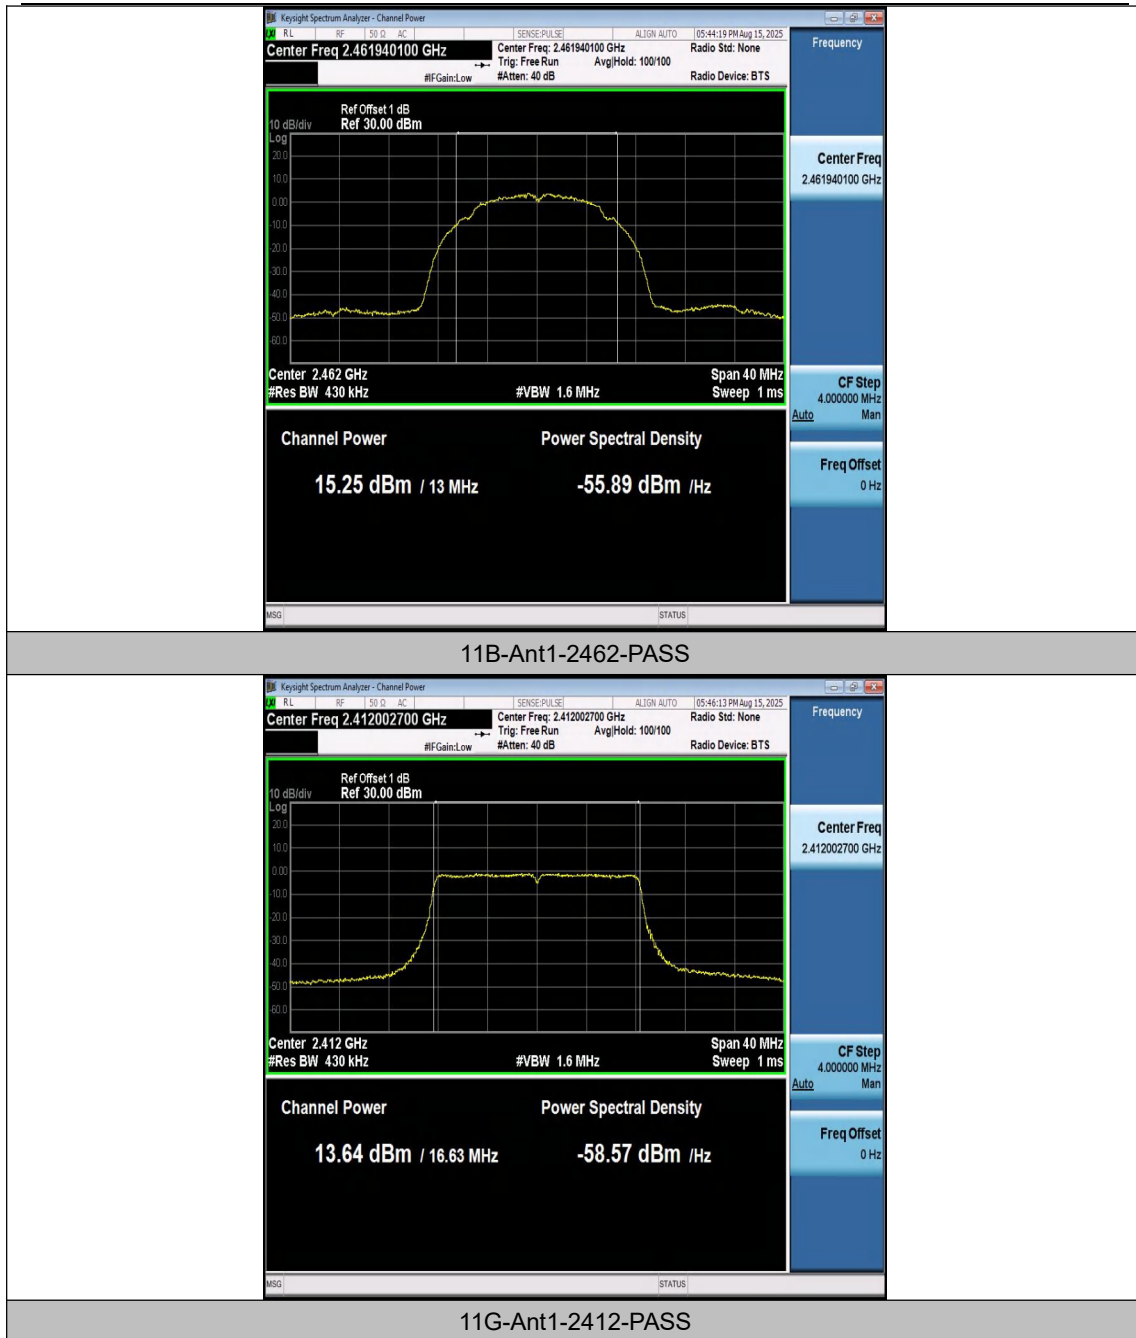 Keysight Spectrum Analyzer - Channel Power
LXI RL RF 50 Ω AC SENSE:PULSE ALIGN AUTO 05:44:19 PM Aug 15, 2025
Center Freq 2.461940100 GHz
Center Freq: 2.461940100 GHz
Radio Std: None
Trig: Free Run Avg|Hold: 100/100
#IFGain:Low #Atten: 40 dB Radio Device: BTS
Frequency
Ref Offset 1 dB
10 dB/div Ref 30.00 dBm
Log
20.0
10.0
0.00
-10.0
-20.0
-30.0
-40.0
-50.0
-60.0
Center 2.462 GHz Span 40 MHz
#Res BW 430 kHz #VBW 1.6 MHz Sweep 1 ms
Center Freq
2.461940100 GHz
CF Step
4.000000 MHz
Auto Man
Freq Offset
0 Hz
Channel Power Power Spectral Density
15.25 dBm / 13 MHz -55.89 dBm /Hz
MSG STATUS
11B-Ant1-2462-PASS
Keysight Spectrum Analyzer - Channel Power
LXI RL RF 50 Ω AC SENSE:PULSE ALIGN AUTO 05:46:13 PM Aug 15, 2025
Center Freq 2.412002700 GHz
Center Freq: 2.412002700 GHz
Radio Std: None
Trig: Free Run Avg|Hold: 100/100
#IFGain:Low #Atten: 40 dB Radio Device: BTS
Frequency
Ref Offset 1 dB
10 dB/div Ref 30.00 dBm
Log
20.0
10.0
0.00
-10.0
-20.0
-30.0
-40.0
-50.0
-60.0
Center 2.412 GHz Span 40 MHz
#Res BW 430 kHz #VBW 1.6 MHz Sweep 1 ms
Center Freq
2.412002700 GHz
CF Step
4.000000 MHz
Auto Man
Freq Offset
0 Hz
Channel Power Power Spectral Density
13.64 dBm / 16.63 MHz -58.57 dBm /Hz
MSG STATUS
11G-Ant1-2412-PASS